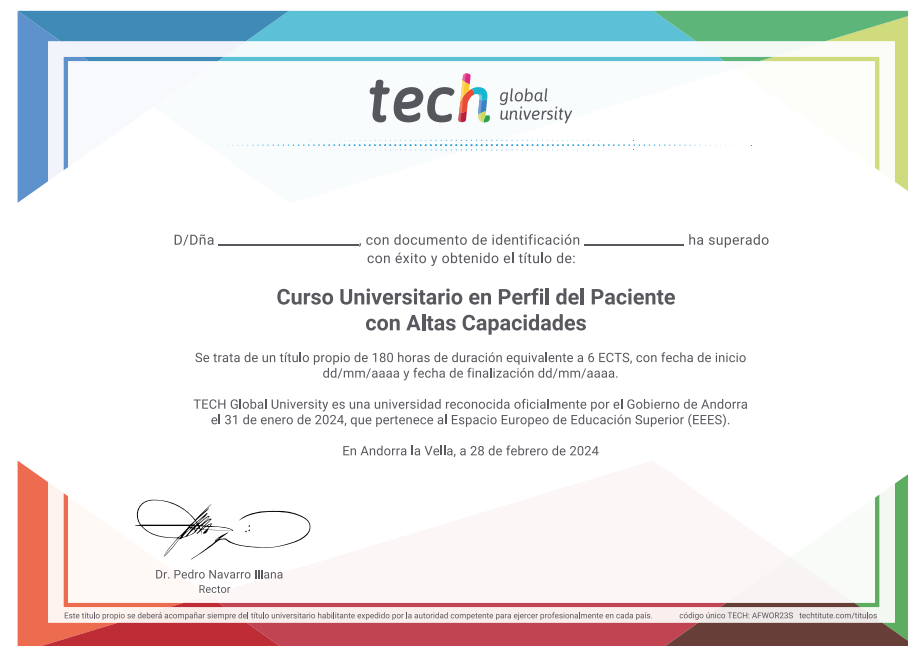 tech global
university
D/Dña ____________________, con documento de identificación ______________ ha superado
con éxito y obtenido el título de:
Curso Universitario en Perfil del Paciente
con Altas Capacidades
Se trata de un título propio de 180 horas de duración equivalente a 6 ECTS, con fecha de inicio
dd/mm/aaaa y fecha de finalización dd/mm/aaaa.
TECH Global University es una universidad reconocida oficialmente por el Gobierno de Andorra
el 31 de enero de 2024, que pertenece al Espacio Europeo de Educación Superior (EEES).
En Andorra la Vella, a 28 de febrero de 2024
Dr. Pedro Navarro Illana
Rector
Este título propio se deberá acompañar siempre del título universitario habilitante expedido por la autoridad competente para ejercer profesionalmente en cada país. código único TECH: AFWOR23S techtitute.com/titulos